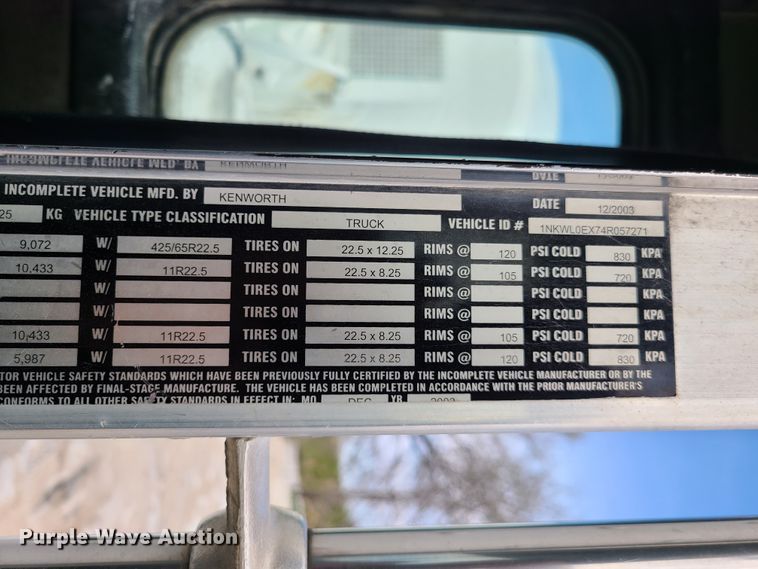 INCOMPLETE VEHICLE MFD. BY KENWORTH DATE 12/2003
25 KG VEHICLE TYPE CLASSIFICATION TRUCK VEHICLE ID # 1NKWL0EX74R057271
9,072 W/ 425/65R22.5 TIRES ON 22.5 x 12.25 RIMS @ 120 PSI COLD 830 KPA
10,433 W/ 11R22.5 TIRES ON 22.5 x 8.25 RIMS @ 105 PSI COLD 720 KPA
W/ TIRES ON RIMS @ PSI COLD KPA
W/ TIRES ON RIMS @ PSI COLD KPA
10,433 W/ 11R22.5 TIRES ON 22.5 x 8.25 RIMS @ 105 PSI COLD 720 KPA
5,987 W/ 11R22.5 TIRES ON 22.5 x 8.25 RIMS @ 120 PSI COLD 830 KPA
TOR VEHICLE SAFETY STANDARDS WHICH HAVE BEEN PREVIOUSLY FULLY CERTIFIED BY THE INCOMPLETE VEHICLE MANUFACTURER OR BY THE
BEEN AFFECTED BY FINAL-STAGE MANUFACTURE. THE VEHICLE HAS BEEN COMPLETED IN ACCORDANCE WITH THE PRIOR MANUFACTURER'S
CONFORMS TO ALL OTHER SAFETY STANDARDS IN EFFECT IN: MO DEC YR 2003
Purple Wave Auction